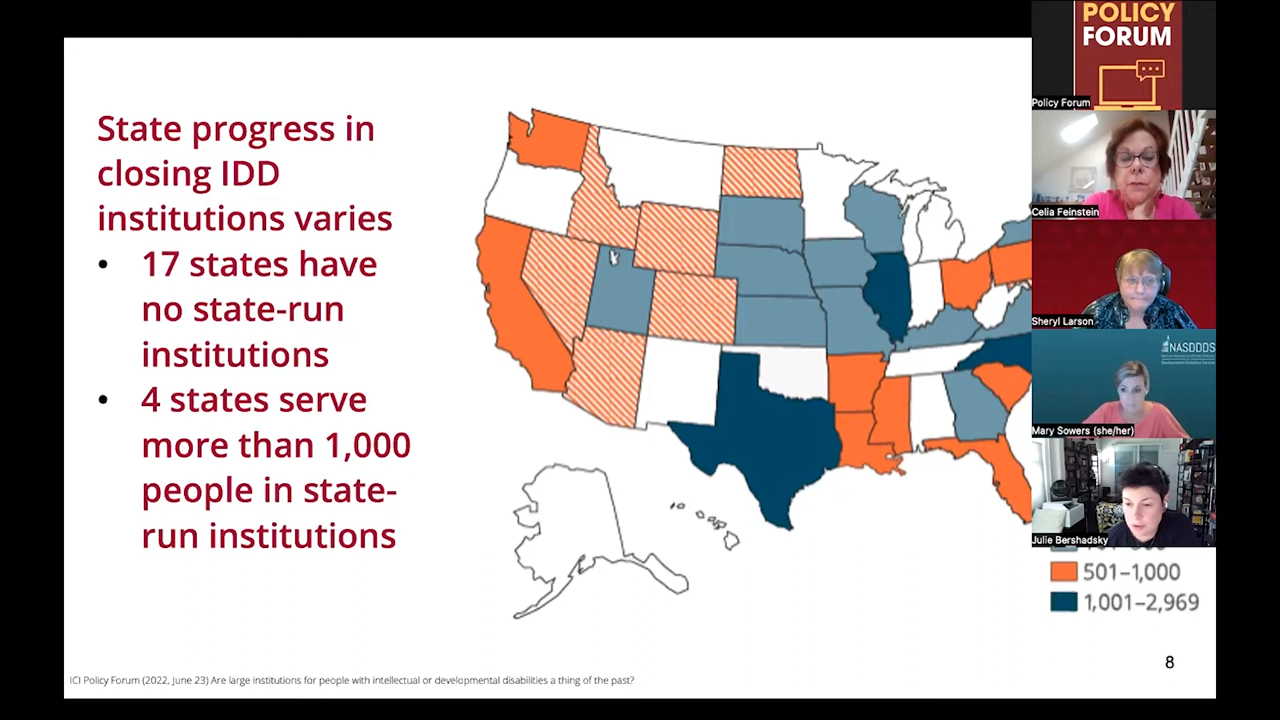 State progress in
closing IDD
institutions varies
• 17 states have
no state-run
institutions
• 4 states serve
more than 1,000
people in state-
run institutions
501–1,000
1,001–2,969
8
ICI Policy Forum (2022, June 23) Are large institutions for people with intellectual or developmental disabilities a thing of the past?
POLICY
FORUM
Policy Forum
Celia Feinstein
Sheryl Larson
NASDDDS
Mary Sowers (she/her)
Julie Bershadsky